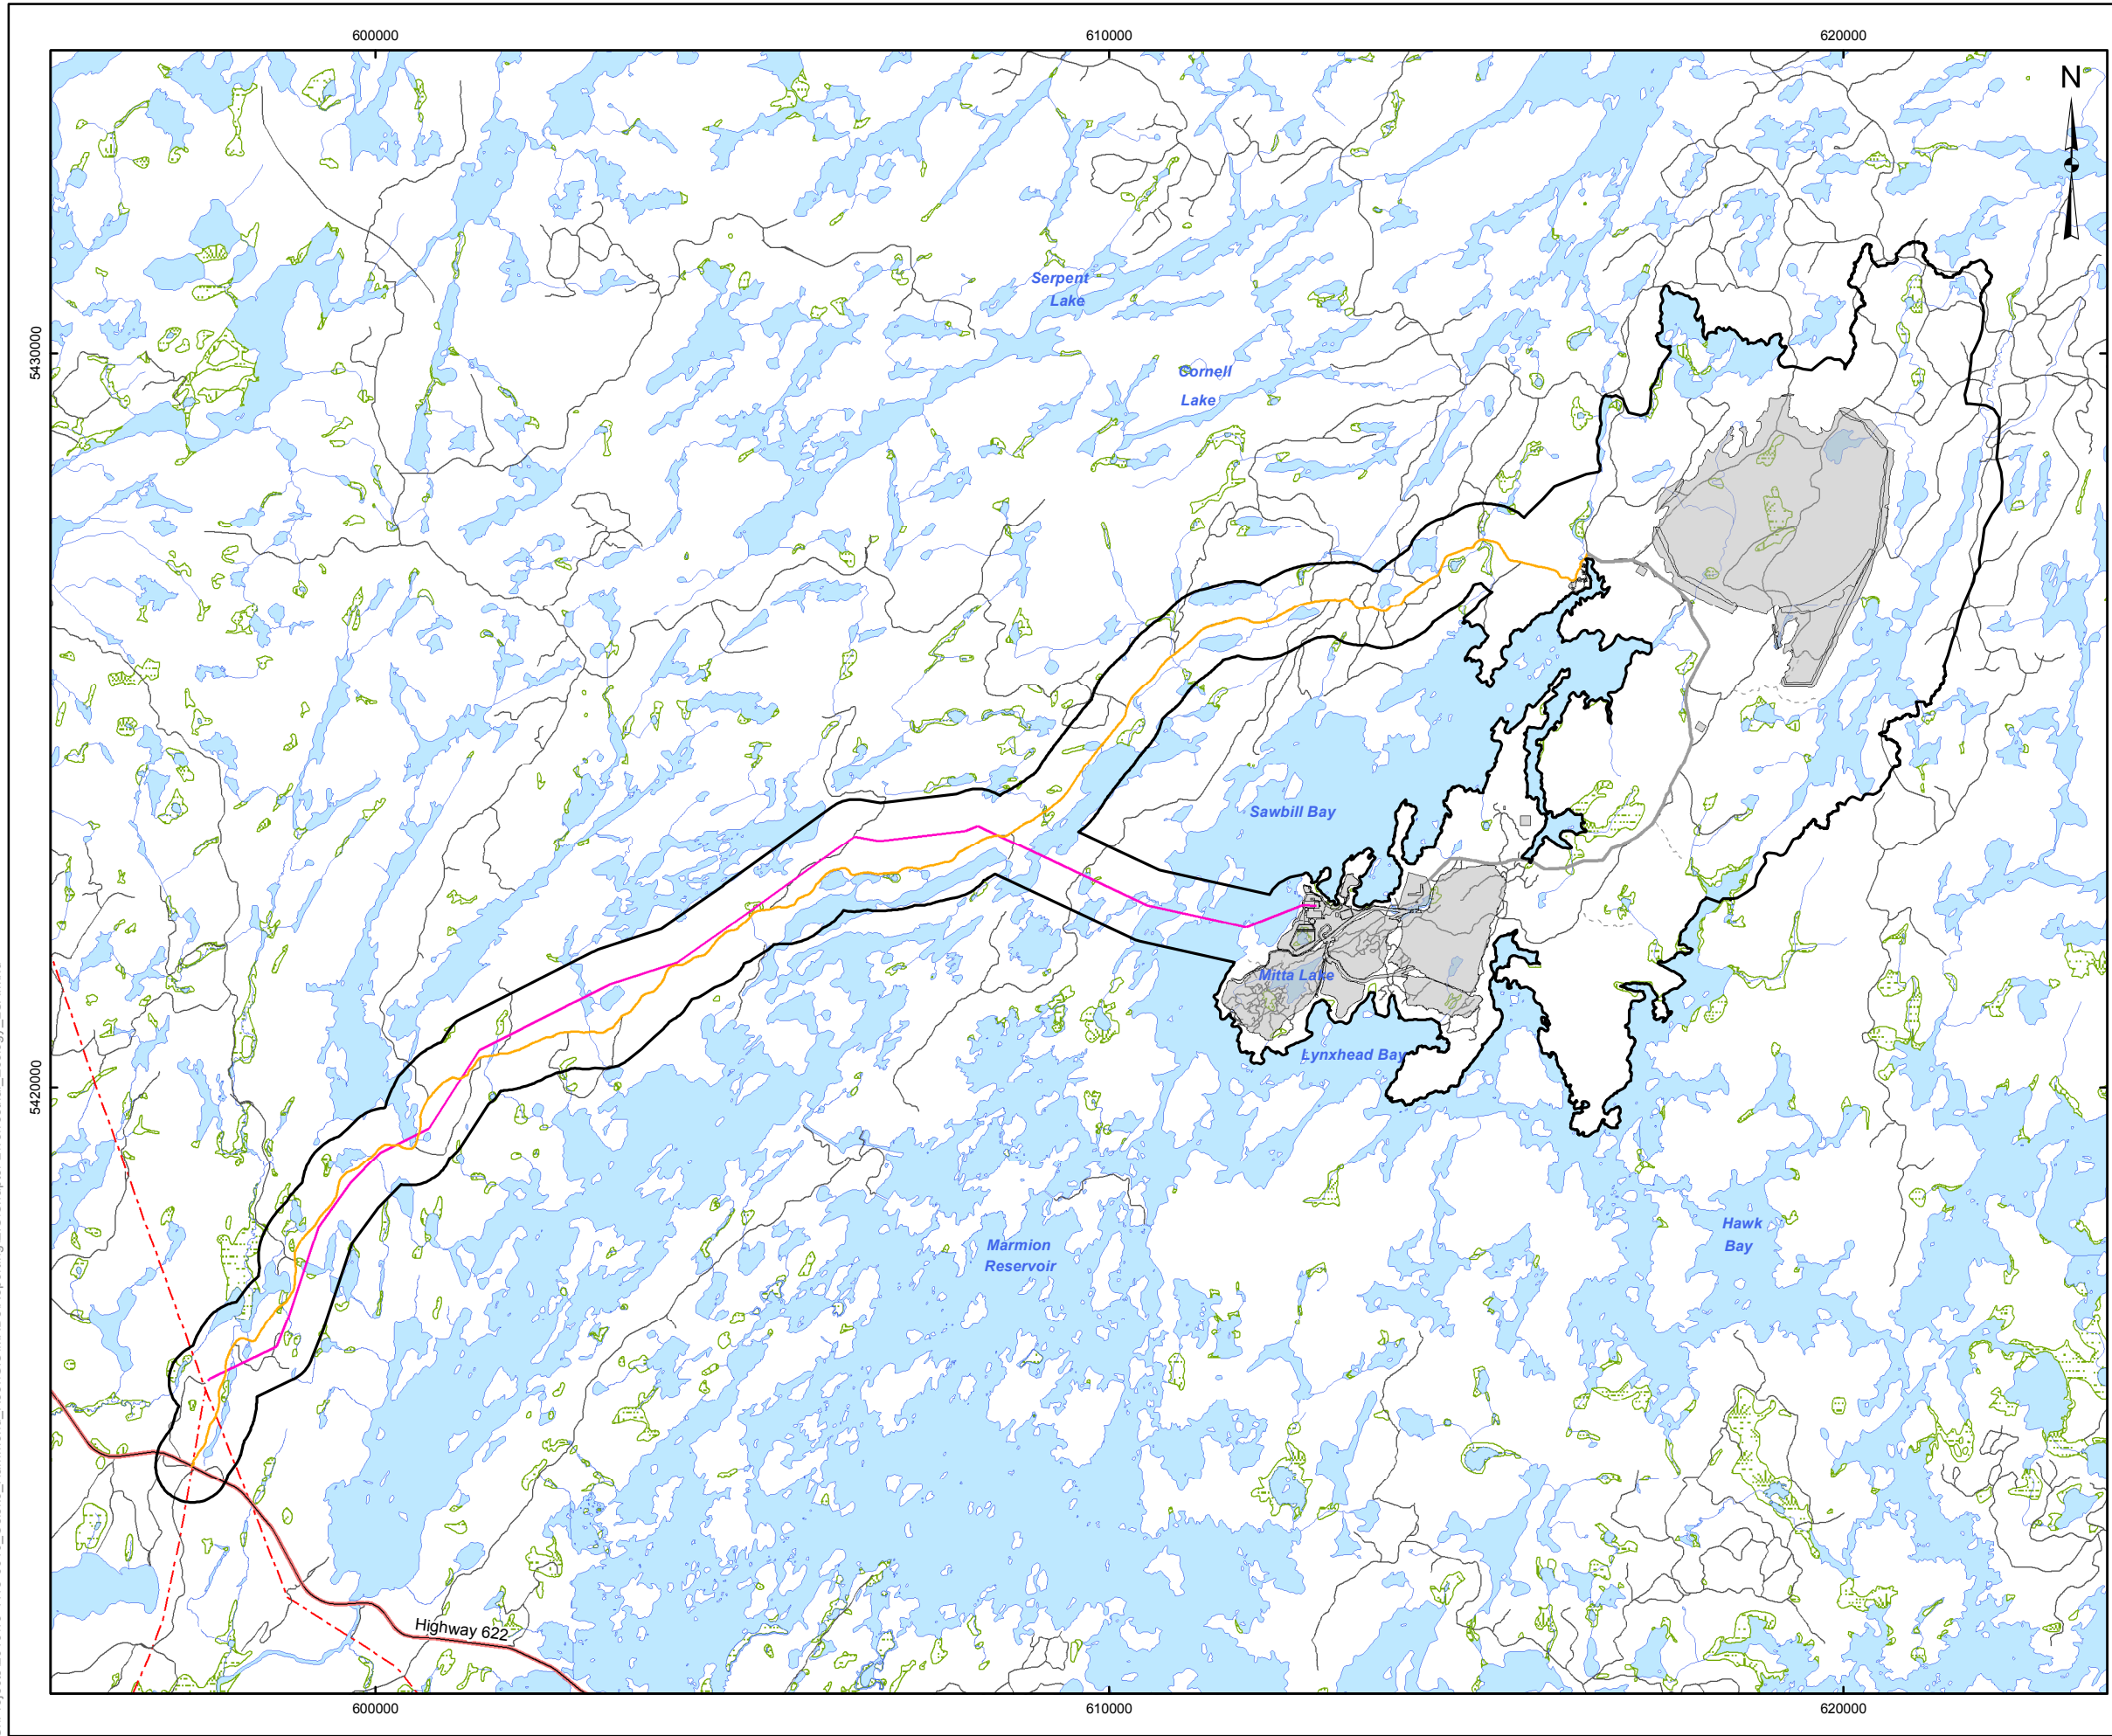 600000
610000
620000
N
5430000
Serpent
Lake
Cornell
Lake
Sawbill Bay
Mitta Lake
Lynxhead Bay
5420000
Hawk
Bay
Marmion
Reservoir
Highway 622
600000
610000
620000